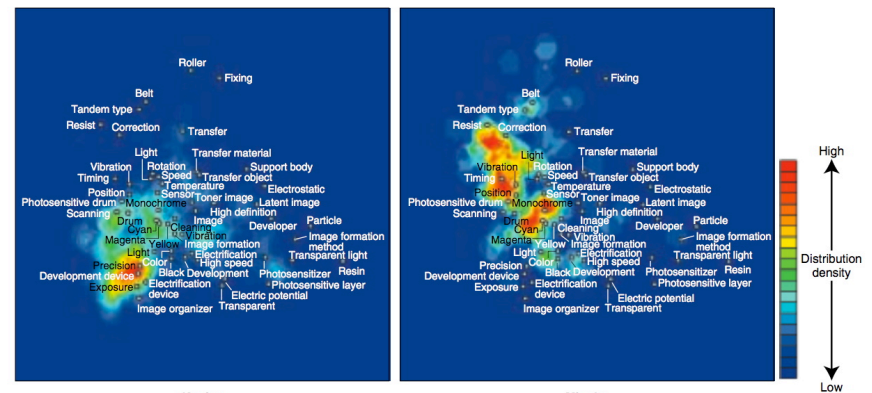 Roller
Fixing
Belt
Tandem type
Resist
Correction
Transfer
Light
Transfer material
Vibration
Rotation
Support body
Timing
Speed
Transfer object
Temperature
Electrostatic
Position
Sensor
Toner image
Photosensitive drum
Monochrome
Latent image
Scanning
High definition
Drum
Image
Particle
Cyan
Cleaning
Developer
Magenta
Vibration
Image formation
method
Yellow
Image formation
Light
Electrification
Transparent light
Precision
Color
High speed
Resin
Development device
Black
Development
Photosensitizer
Exposure
Electrification
device
Photosensitive layer
Electric potential
Image organizer
Transparent
Roller
Fixing
Belt
Tandem type
Resist
Correction
Transfer
Light
Transfer material
Vibration
Rotation
Support body
Timing
Speed
Transfer object
Temperature
Electrostatic
Position
Sensor
Toner image
Photosensitive drum
Monochrome
Latent image
Scanning
High definition
Drum
Image
Particle
Cyan
Cleaning
Developer
Magenta
Vibration
Image formation
method
Yellow
Image formation
Light
Electrification
Transparent light
Precision
Color
High speed
Resin
Development device
Black
Development
Photosensitizer
Exposure
Electrification
device
Photosensitive layer
Electric potential
Image organizer
Transparent
High
Distribution
density
Low